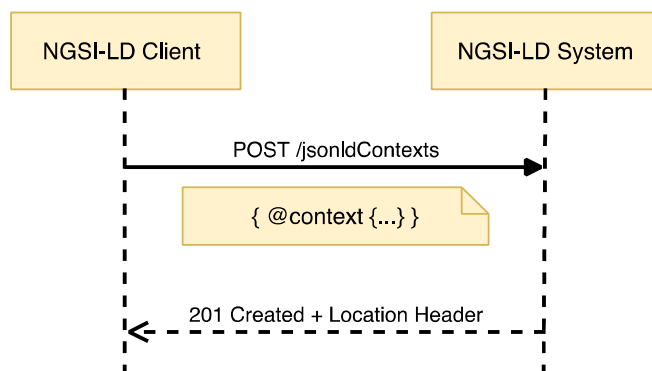 NGSI-LD Client
NGSI-LD System
POST /jsonldContexts
{ @context {...} }
201 Created + Location Header